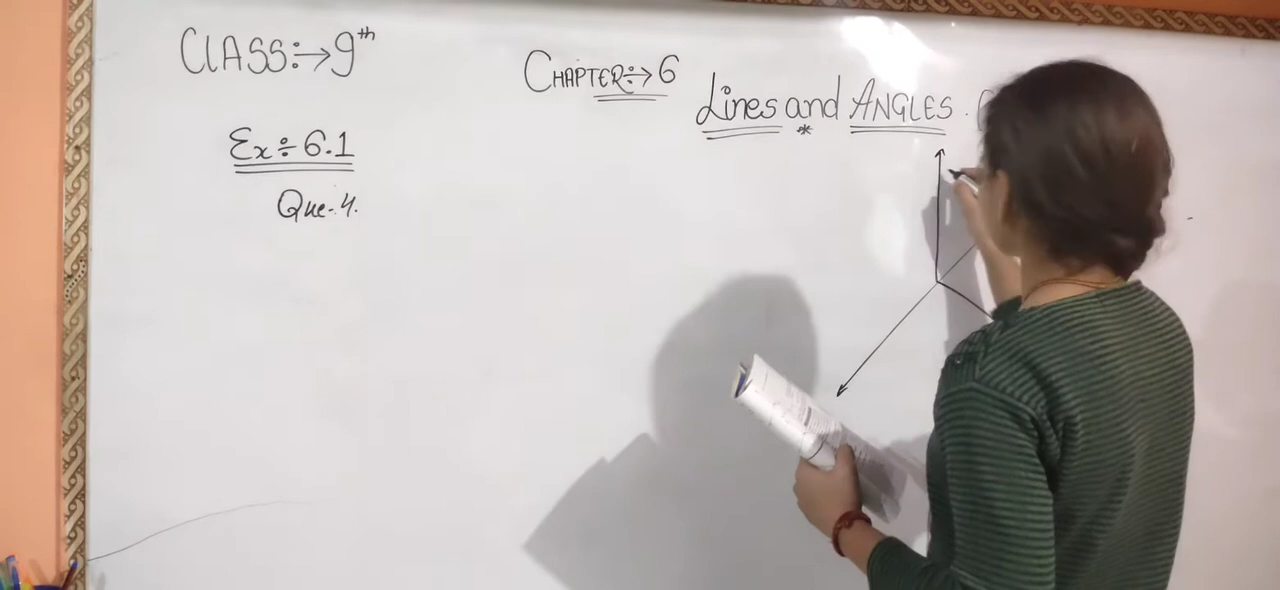 CLASS:→9th
CHAPTER÷→6
Lines and ANGLES.
Ex÷6.1
Que-4.